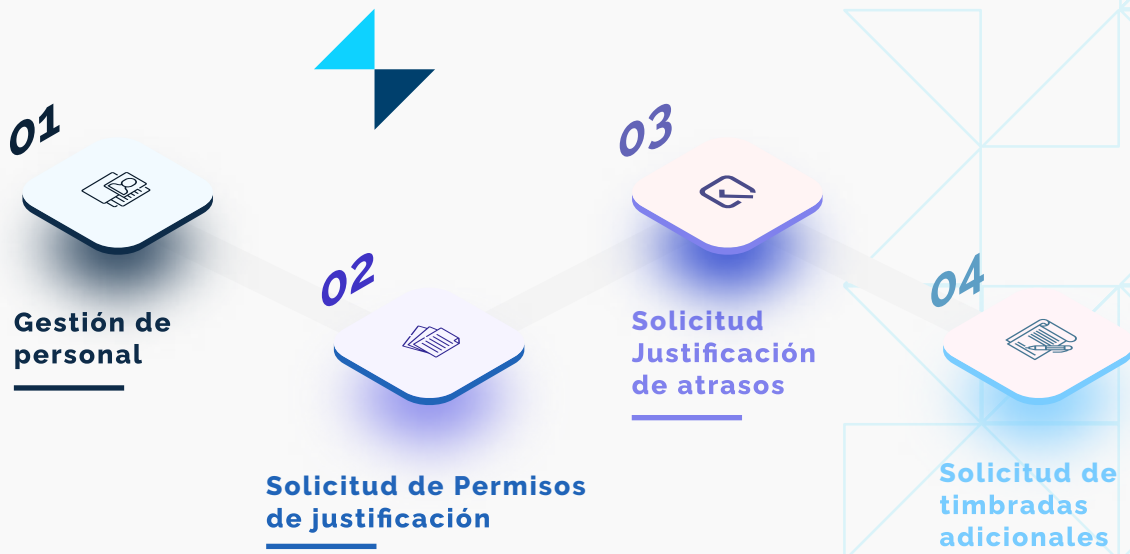 01
Gestión de
personal
02
Solicitud de Permisos
de justificación
03
Solicitud
Justificación
de atrasos
04
Solicitud de
timbradas
adicionales